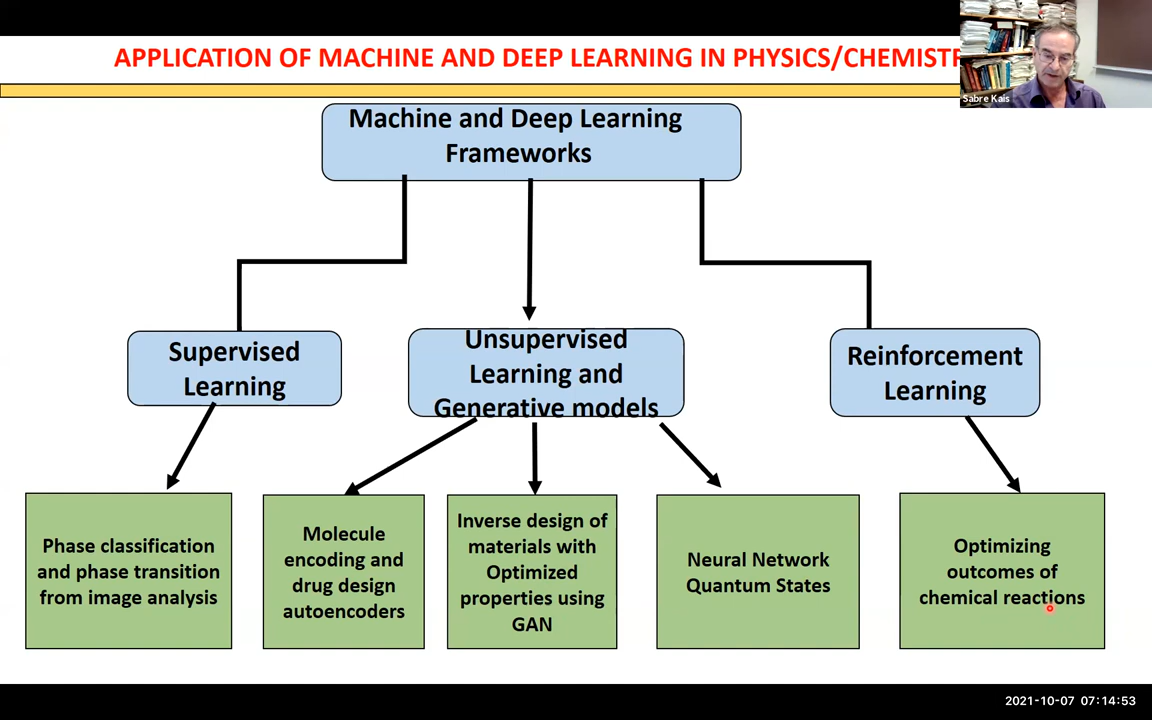 APPLICATION OF MACHINE AND DEEP LEARNING IN PHYSICS/CHEMISTR
Sabre Kais
Machine and Deep Learning
Frameworks
Supervised
Learning
Unsupervised
Learning and
Generative models
Reinforcement
Learning
Phase classification
and phase transition
from image analysis
Molecule
encoding and
drug design
autoencoders
Inverse design of
materials with
Optimized
properties using
GAN
Neural Network
Quantum States
Optimizing
outcomes of
chemical reactions
2021-10-07 07:14:53